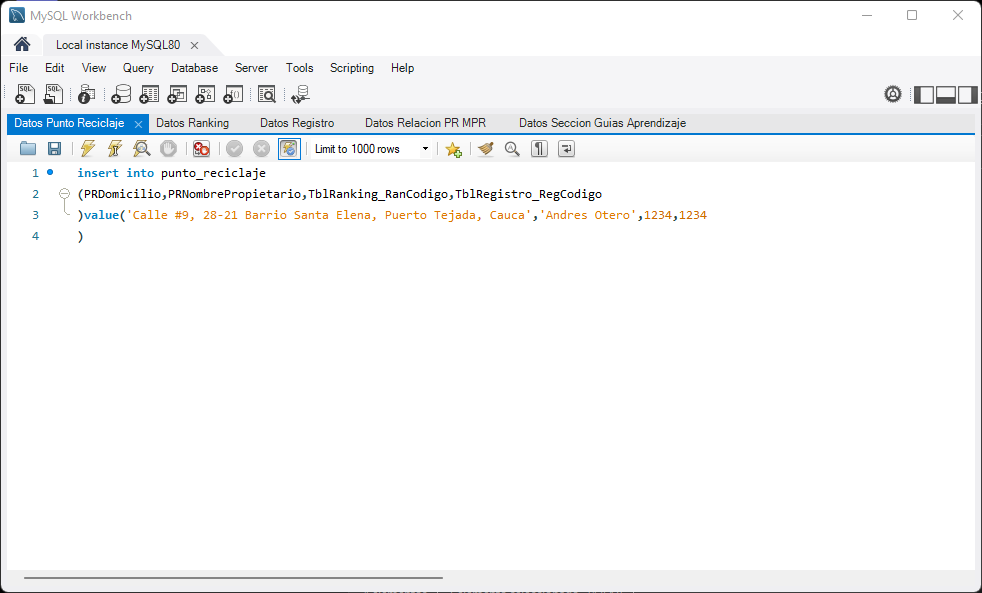 MySQL Workbench
Local instance MySQL80
File Edit View Query Database Server Tools Scripting Help
Datos Punto Reciclaje Datos Ranking Datos Registro Datos Relacion PR MPR Datos Seccion Guias Aprendizaje
Limit to 1000 rows
1 insert into punto_reciclaje
2 (PRDomicilio,PRNombrePropietario,TblRanking_RanCodigo,TblRegistro_RegCodigo
3 )value('Calle #9, 28-21 Barrio Santa Elena, Puerto Tejada, Cauca','Andres Otero',1234,1234
4 )